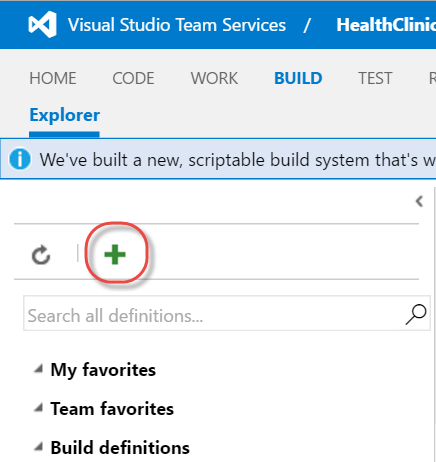 Visual Studio Team Services / HealthClinic
HOME CODE WORK BUILD TEST
Explorer
We've built a new, scriptable build system that's w
Search all definitions...
My favorites
Team favorites
Build definitions